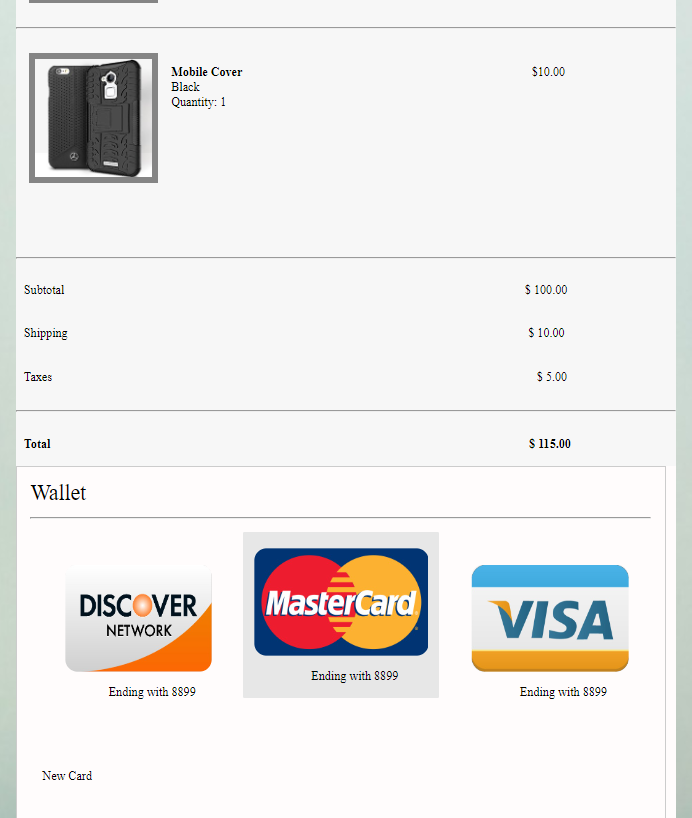 Mobile Cover $10.00
Black
Quantity: 1
Subtotal $ 100.00
Shipping $ 10.00
Taxes $ 5.00
Total $ 115.00
Wallet
DISCOVER
NETWORK
MasterCard
VISA
Ending with 8899
Ending with 8899
Ending with 8899
New Card